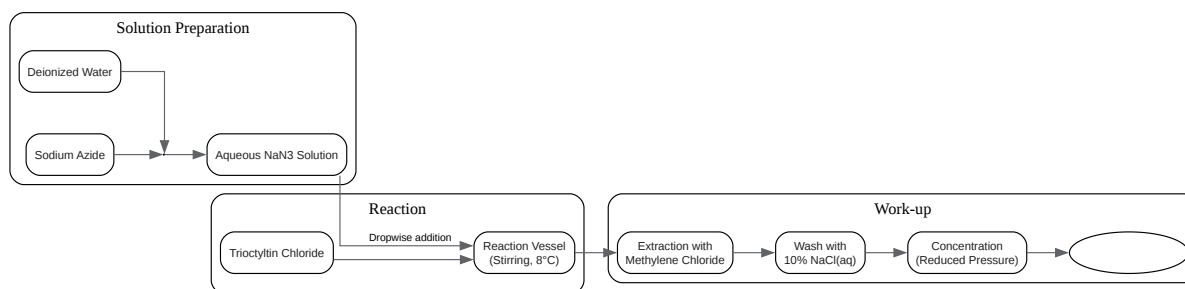 Solution Preparation
Deionized Water
Sodium Azide
Aqueous NaN3 Solution
Reaction
Trioctyltin Chloride
Dropwise addition
Reaction Vessel
(Stirring, 8°C)
Work-up
Extraction with
Methylene Chloride
Wash with
10% NaCl(aq)
Concentration
(Reduced Pressure)